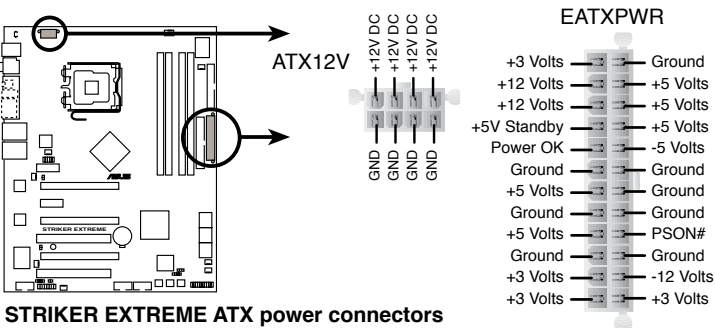 EATXPWR
ATX12V
+12V DC
+12V DC
+12V DC
+12V DC
GND
GND
GND
GND
+3 Volts
Ground
+12 Volts
+5 Volts
+12 Volts
+5 Volts
+5V Standby
+5 Volts
Power OK
-5 Volts
Ground
Ground
+5 Volts
Ground
Ground
Ground
+5 Volts
PSON#
Ground
Ground
+3 Volts
-12 Volts
+3 Volts
+3 Volts
ASUS
STRIKER EXTREME
STRIKER EXTREME ATX power connectors